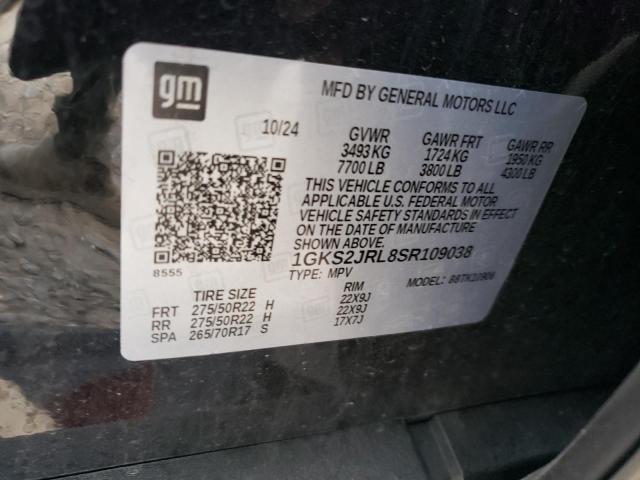 gm
MFD BY GENERAL MOTORS LLC
10/24 GVWR GAWR FRT GAWR RR
3493 KG 1724 KG 1950 KG
7700 LB 3800 LB 4300 LB
THIS VEHICLE CONFORMS TO ALL
APPLICABLE U.S. FEDERAL MOTOR
VEHICLE SAFETY STANDARDS IN EFFECT
ON THE DATE OF MANUFACTURE
SHOWN ABOVE.
8555 1GKS2JRL8SR109038
TYPE: MPV MODEL:
TIRE SIZE RIM
FRT 275/50R22 H 22X9J
RR 275/50R22 H 22X9J
SPA 265/70R17 S 17X7J